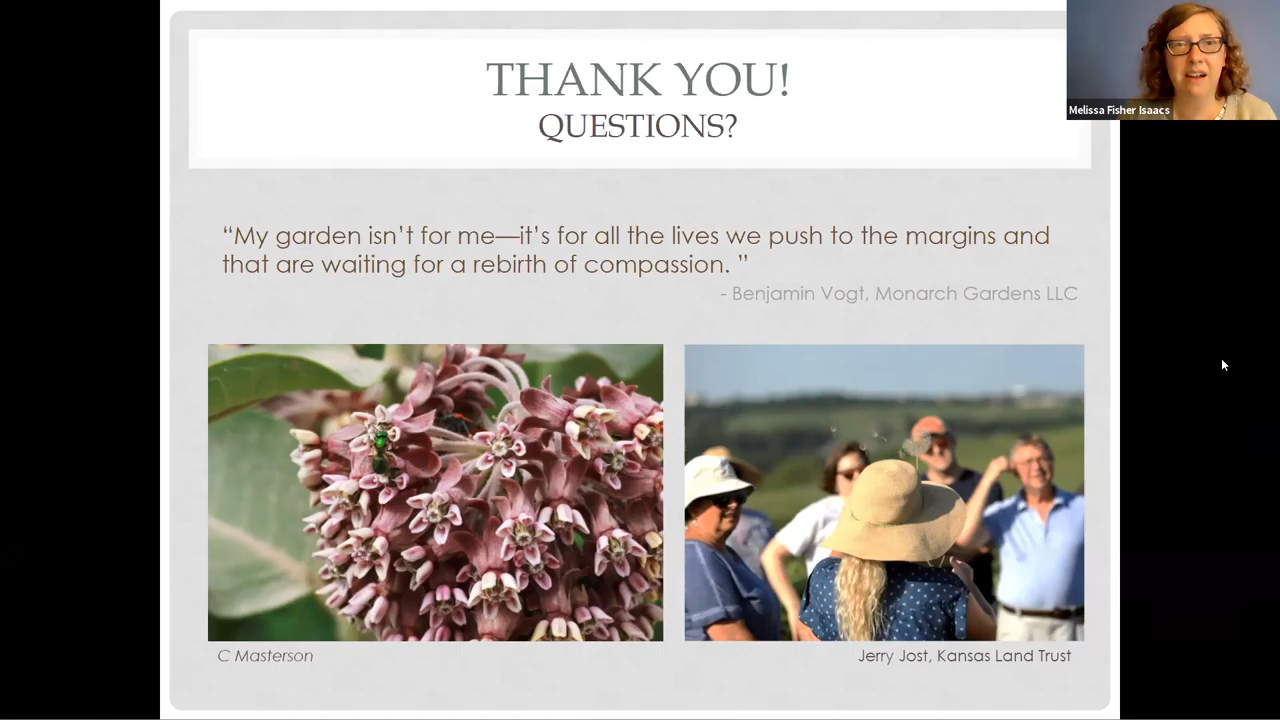 THANK YOU!
QUESTIONS?
Melissa Fisher Isaacs
“My garden isn’t for me—it’s for all the lives we push to the margins and
that are waiting for a rebirth of compassion. ”
- Benjamin Vogt, Monarch Gardens LLC
C Masterson
Jerry Jost, Kansas Land Trust